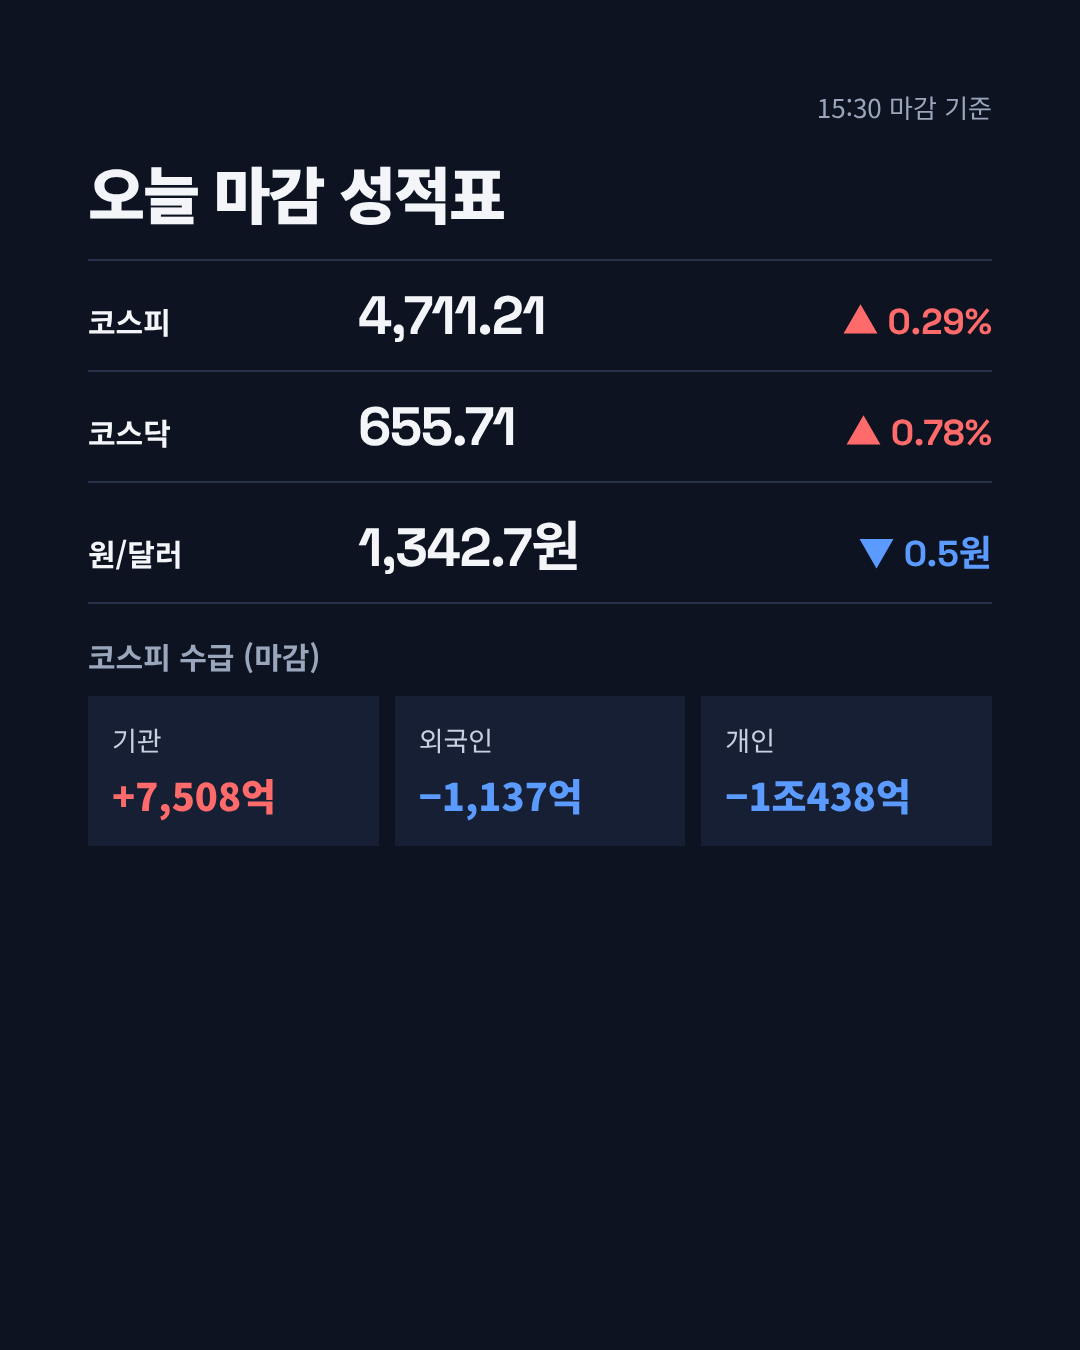 15:30 마감 기준
오늘 마감 성적표
코스피 4,711.21 ▲ 0.29%
코스닥 655.71 ▲ 0.78%
원/달러 1,342.7원 ▼ 0.5원
코스피 수급 (마감)
기관 외국인 개인
+7,508억 −1,137억 −1조438억